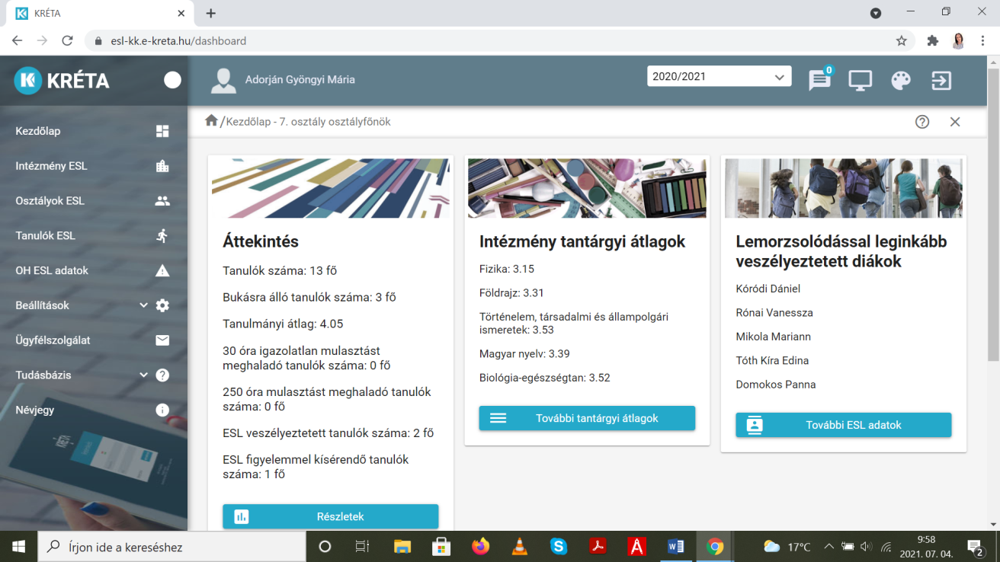 KRÉTA
esl-kk.e-kreta.hu/dashboard
KRÉTA
Adorján Gyöngyi Mária
2020/2021
0
/Kezdőlap - 7. osztály osztályfőnök
Kezdőlap
Intézmény ESL
Osztályok ESL
Tanulók ESL
OH ESL adatok
Beállítások
Ügyfélszolgálat
Tudásbázis
Névjegy
Áttekintés
Tanulók száma: 13 fő
Bukásra álló tanulók száma: 3 fő
Tanulmányi átlag: 4.05
30 óra igazolatlan mulasztást
meghaladó tanulók száma: 0 fő
250 óra mulasztást meghaladó tanulók
száma: 0 fő
ESL veszélyeztetett tanulók száma: 2 fő
ESL figyelemmel kísérendő tanulók
száma: 1 fő
Részletek
Intézmény tantárgyi átlagok
Fizika: 3.15
Földrajz: 3.31
Történelem, társadalmi és állampolgári
ismeretek: 3.53
Magyar nyelv: 3.39
Biológia-egészségtan: 3.52
További tantárgyi átlagok
Lemorzsolódással leginkább
veszélyeztetett diákok
Kóródi Dániel
Rónai Vanessza
Mikola Mariann
Tóth Kíra Edina
Domokos Panna
További ESL adatok
Írjon ide a kereséshez
17°C
9:58
2021. 07. 04.
2